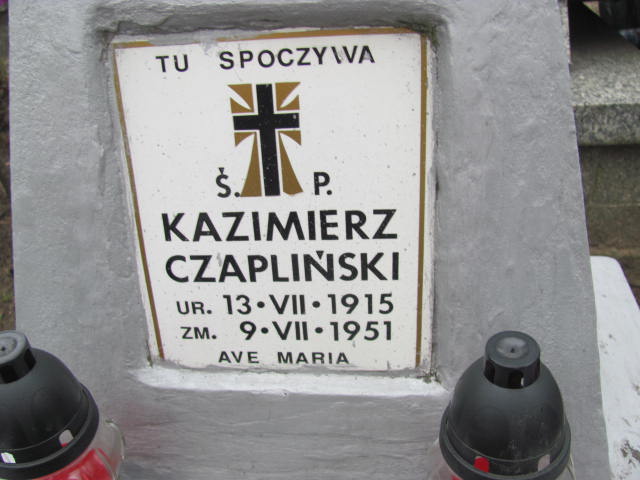 TU SPOCZYWA
Ś. P.
KAZIMIERZ
CZAPLIŃSKI
UR. 13•VII•1915
ZM. 9•VII•1951
AVE MARIA